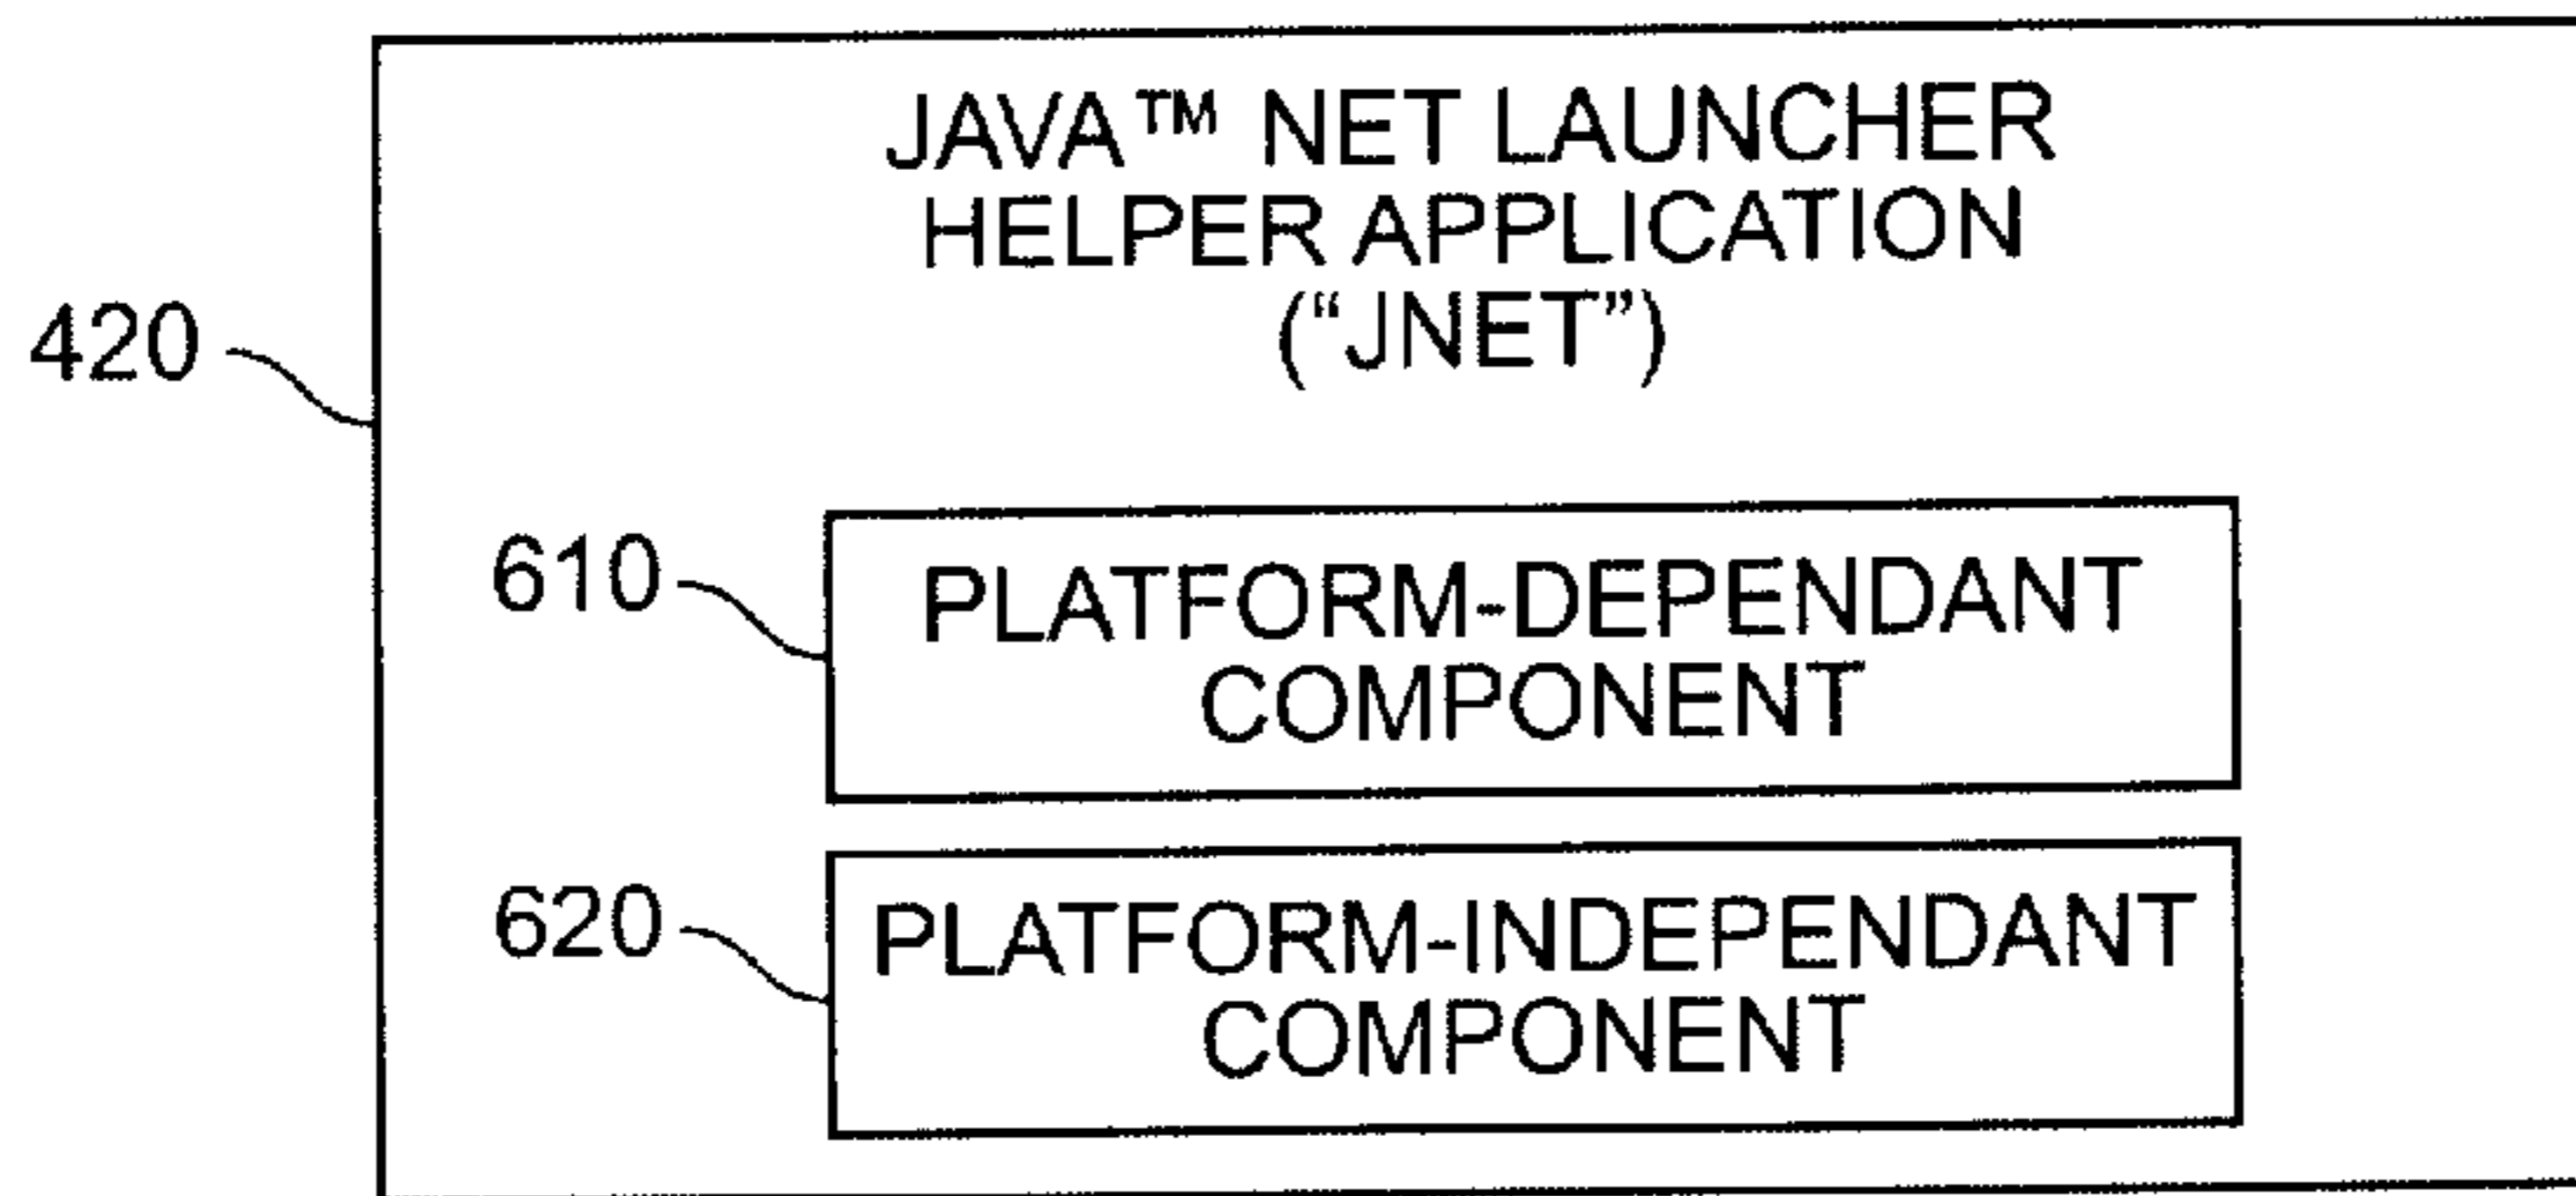 JAVA™ NET LAUNCHER
HELPER APPLICATION
(“JNET”)
420
610
PLATFORM-DEPENDANT
COMPONENT
620
PLATFORM-INDEPENDANT
COMPONENT